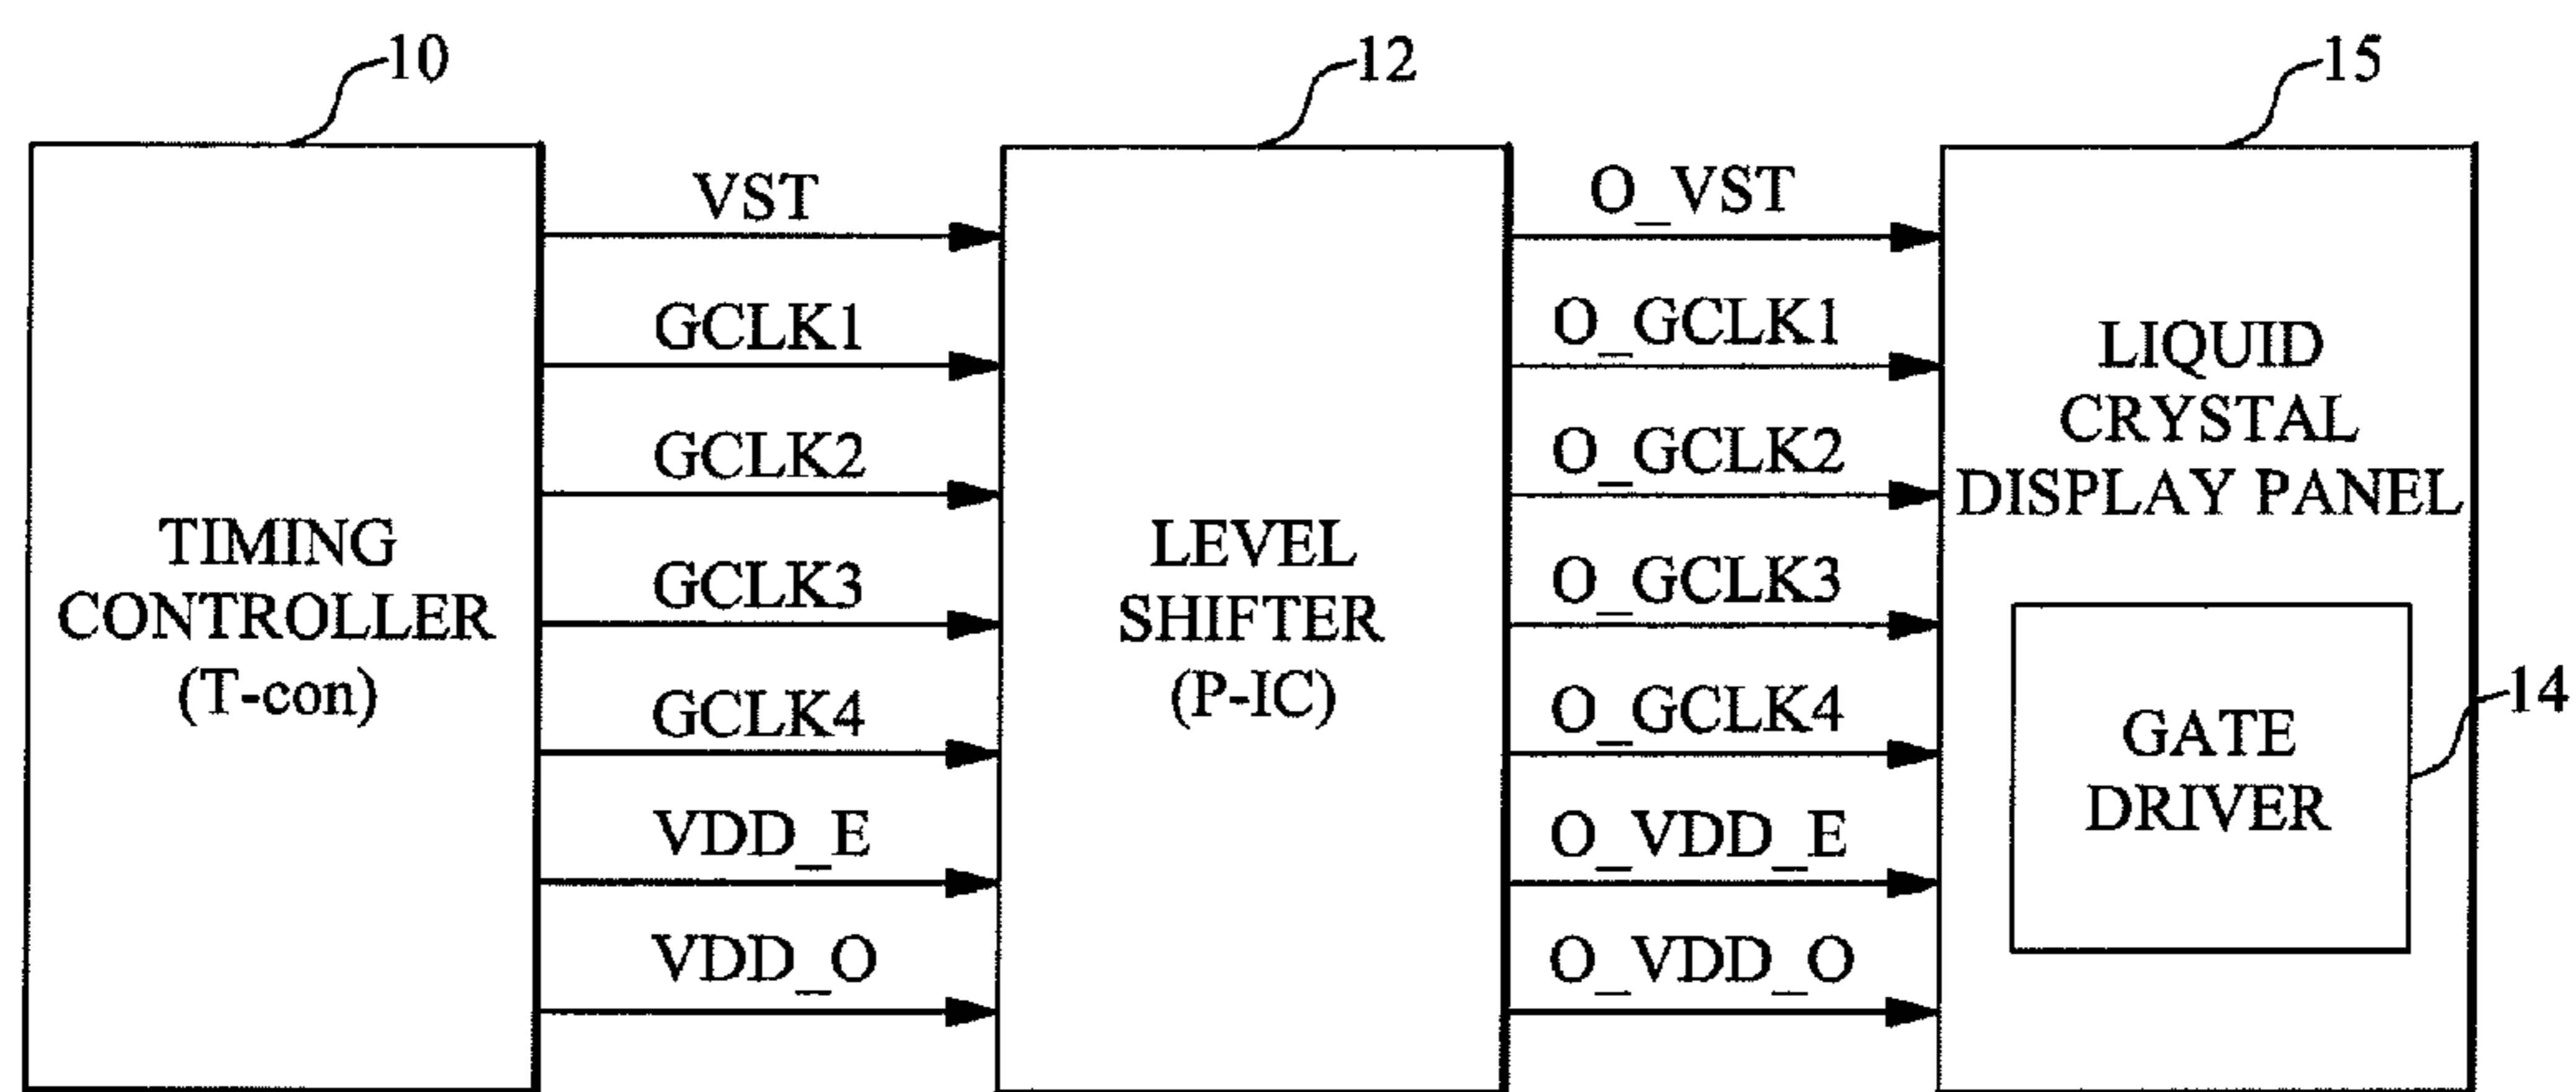 10
12
15
TIMING
CONTROLLER
(T-con)
VST
GCLK1
GCLK2
GCLK3
GCLK4
VDD_E
VDD_O
LEVEL
SHIFTER
(P-IC)
O_VST
O_GCLK1
O_GCLK2
O_GCLK3
O_GCLK4
O_VDD_E
O_VDD_O
LIQUID
CRYSTAL
DISPLAY PANEL
GATE
DRIVER
14